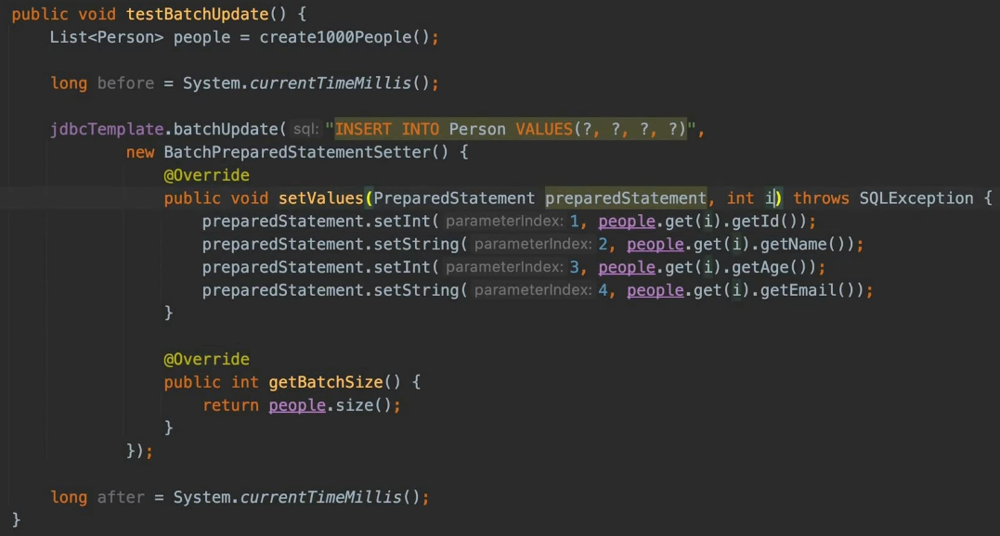 public void testBatchUpdate() {
    List<Person> people = create1000People();

    long before = System.currentTimeMillis();

    jdbcTemplate.batchUpdate( sql: "INSERT INTO Person VALUES(?, ?, ?, ?)",
            new BatchPreparedStatementSetter() {
                @Override
                public void setValues(PreparedStatement preparedStatement, int i) throws SQLException {
                    preparedStatement.setInt( parameterIndex: 1, people.get(i).getId());
                    preparedStatement.setString( parameterIndex: 2, people.get(i).getName());
                    preparedStatement.setInt( parameterIndex: 3, people.get(i).getAge());
                    preparedStatement.setString( parameterIndex: 4, people.get(i).getEmail());
                }

                @Override
                public int getBatchSize() {
                    return people.size();
                }
            });

    long after = System.currentTimeMillis();
}